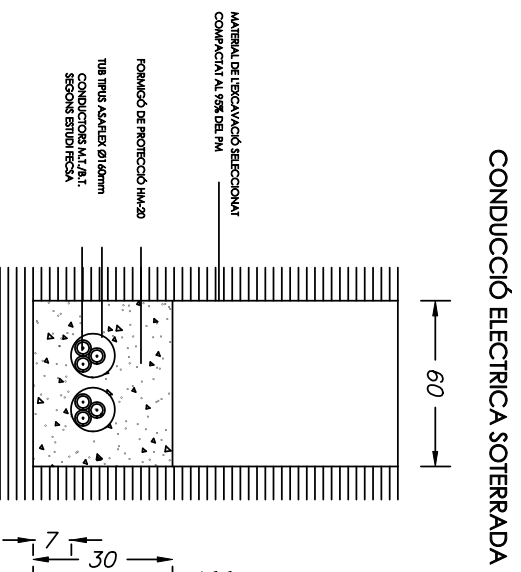 CONDUCCIÓ ELECTRICA SOTERRADA
MATERIAL DE L'EXCAVACIÓ SELECCIONAT
COMPACTAT AL 95% DEL PM
FORMIGÓ DE PROTECCIÓ HM-20
TUB TIPUS ASAFLEX Ø160mm
CONDUCTORS M.T./B.T.
SEGONS ESTUDI FECSA
60
7
30